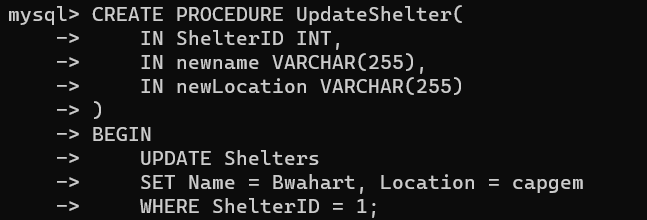 mysql> CREATE PROCEDURE UpdateShelter(
    ->     IN ShelterID INT,
    ->     IN newname VARCHAR(255),
    ->     IN newLocation VARCHAR(255)
    -> )
    -> BEGIN
    ->     UPDATE Shelters
    ->     SET Name = Bwahart, Location = capgem
    ->     WHERE ShelterID = 1;